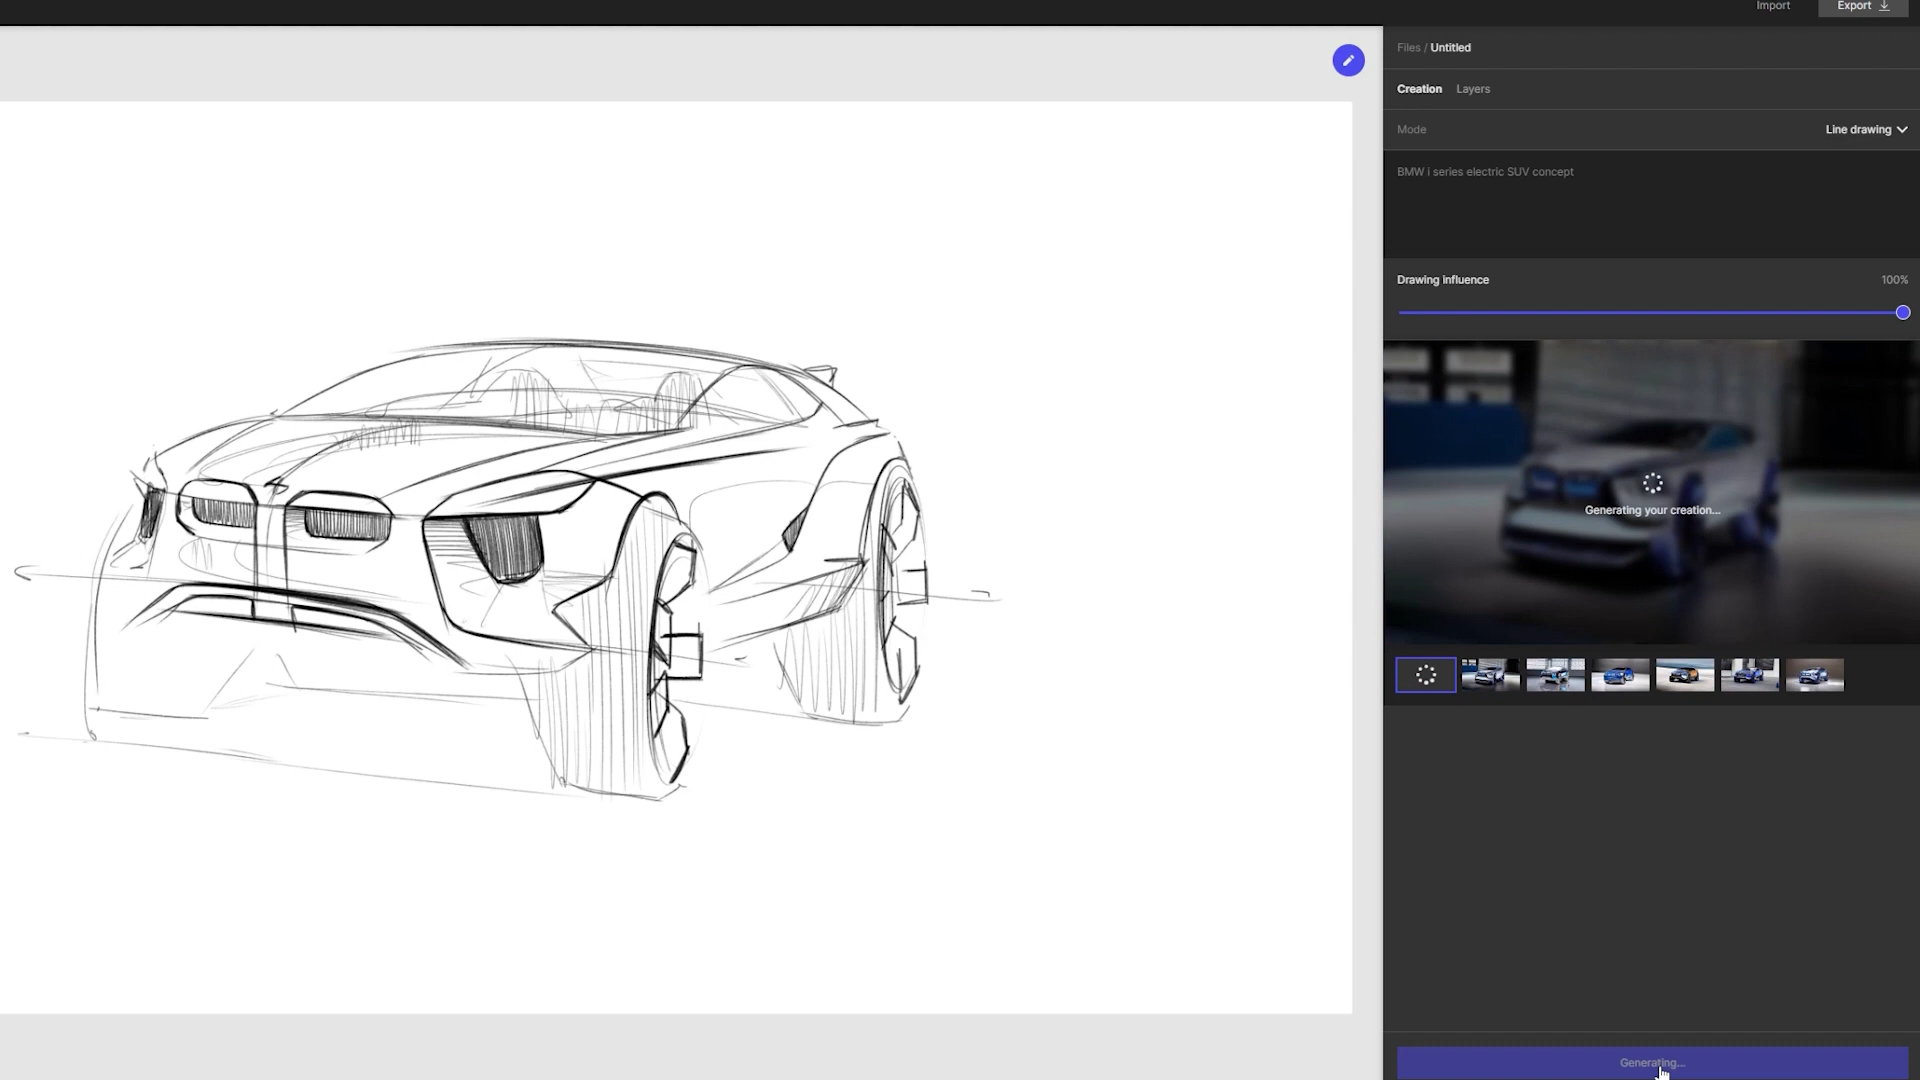 Import
Export
Files / Untitled
Creation Layers
Mode
Line drawing
BMW i series electric SUV concept
Drawing influence
100%
Generating your creation...
Generating...